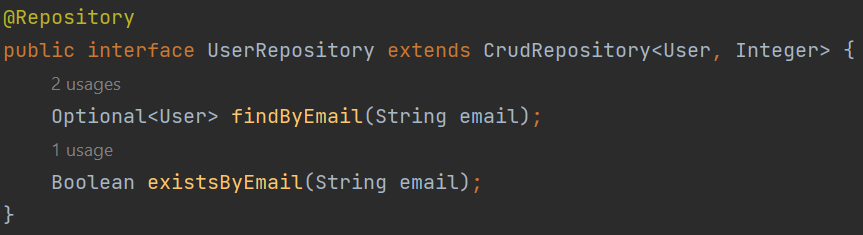 @Repository
public interface UserRepository extends CrudRepository<User, Integer> {
2 usages
Optional<User> findByEmail(String email);
1 usage
Boolean existsByEmail(String email);
}